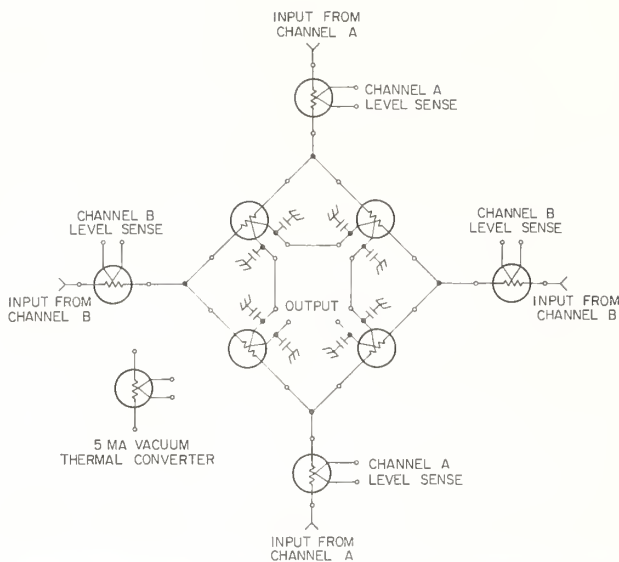 INPUT FROM
CHANNEL A
CHANNEL A
LEVEL SENSE
CHANNEL B
LEVEL SENSE
CHANNEL B
LEVEL SENSE
INPUT FROM
CHANNEL B
OUTPUT
INPUT FROM
CHANNEL B
5 MA VACUUM
THERMAL CONVERTER
CHANNEL A
LEVEL SENSE
INPUT FROM
CHANNEL A